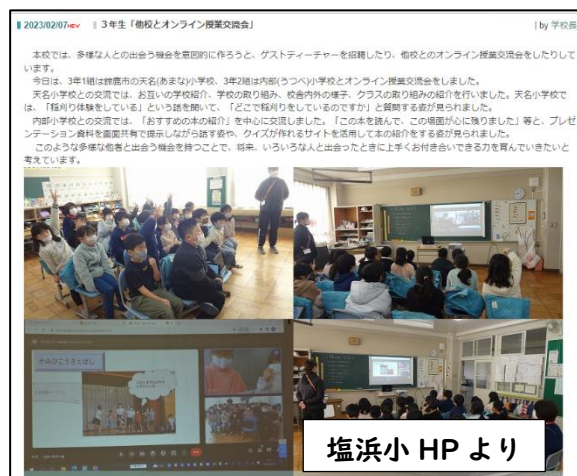 2023/02/07 NEW 3年生「他校とオンライン授業交流会」 | by 学校長
本校では、多様な人との出会う機会を意図的に作ろうと、ゲストティーチャーを招聘したり、他校とのオンライン授業交流会をしたりして
います。
今日は、3年1組は鈴鹿市の天名(あまな)小学校、3年2組は内部(うつべ)小学校とオンライン授業交流会をしました。
天名小学校との交流では、お互いの学校紹介、学校の取り組み、校舎内外の様子、クラスの取り組みの紹介を行いました。天名小学校で
は、「稲刈り体験をしている」という話を聞いて、「どこで稲刈りをしているのですか」と質問する姿が見られました。
内部小学校との交流では、「おすすめの本の紹介」を中心に交流しました。「この本を読んで、この場面が心に残りました」等と、プレゼ
ンテーション資料を画面共有で提示しながら話す姿や、クイズが作れるサイトを活用して本の紹介をする姿が見られました。
このような多様な他者と出会う機会を持つことで、将来、いろいろな人と出会ったときに上手くお付き合いできる力を育んでいきたいと
考えています。
かみひこうきとばし
塩浜小 HP より